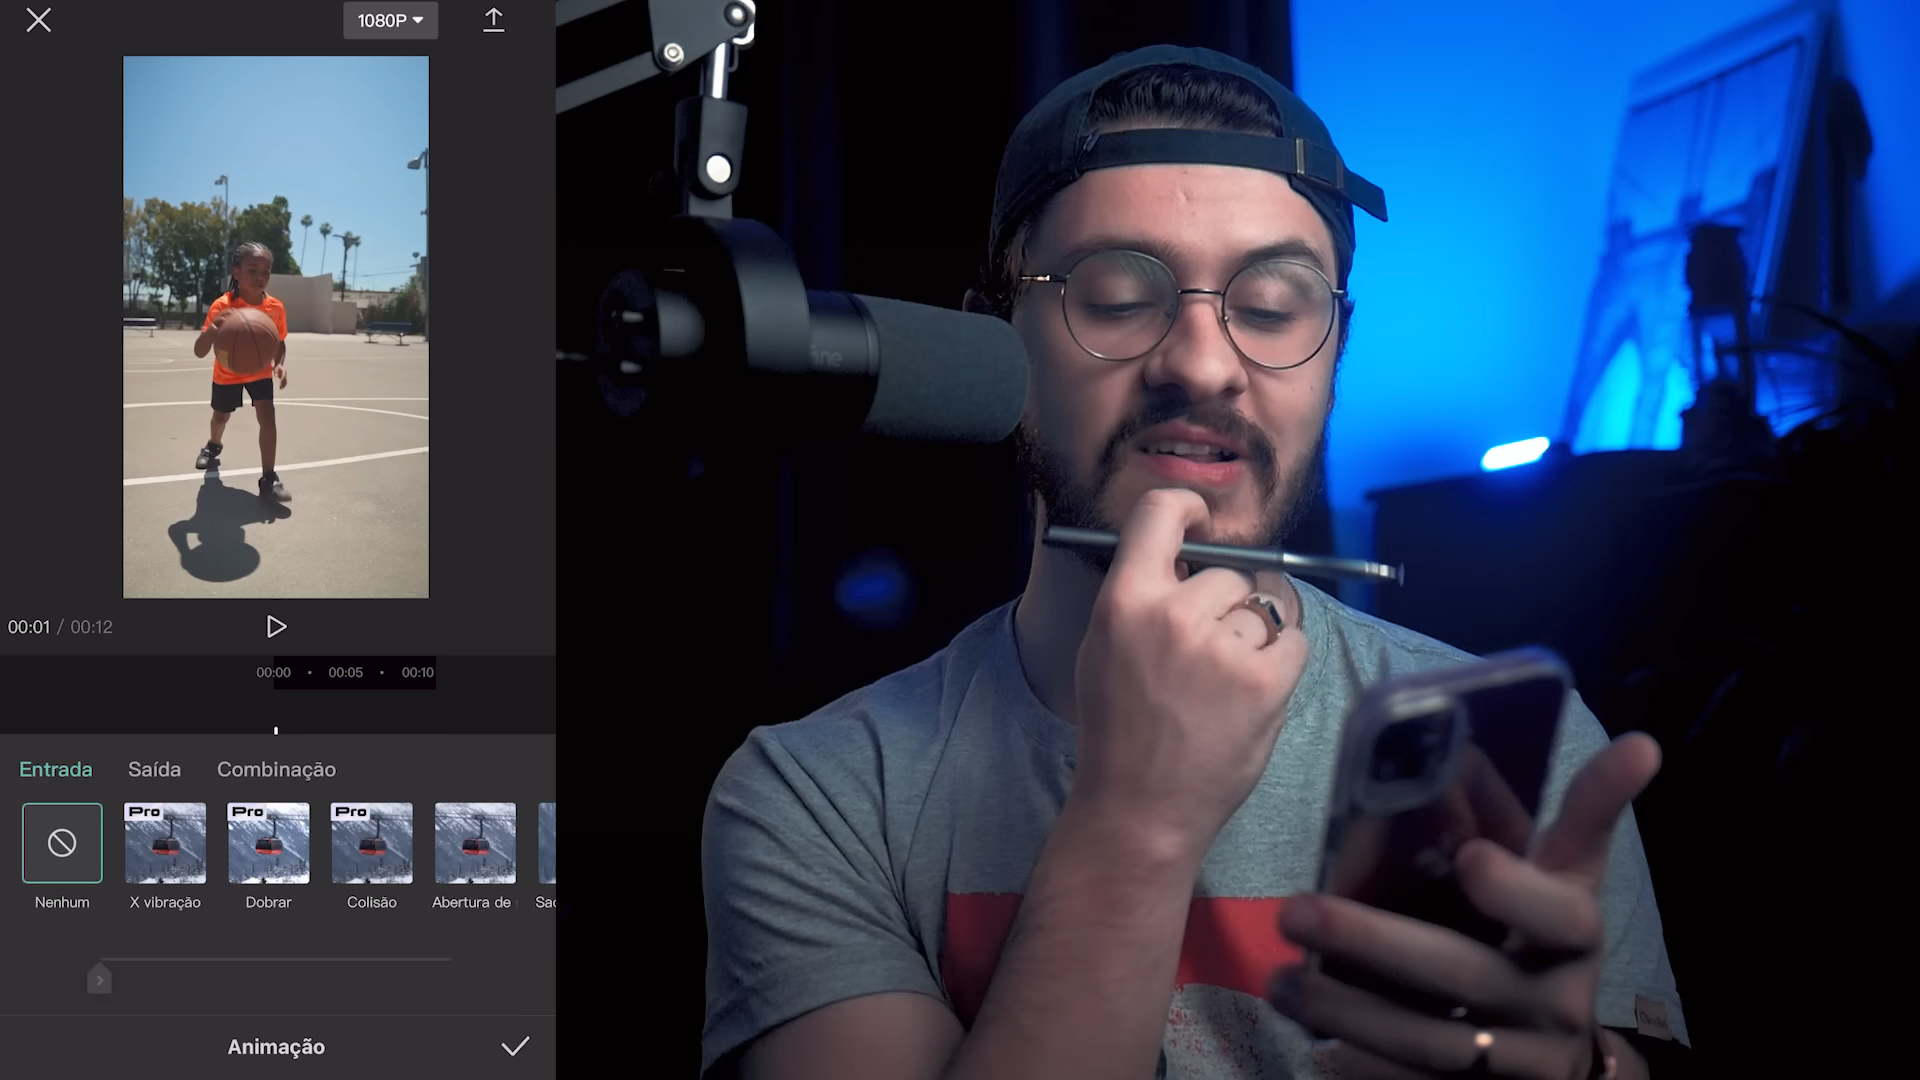 1080P
00:01 / 00:12
00:00 • 00:05 • 00:10
Entrada Saída Combinação
Pro Pro Pro
Nenhum X vibração Dobrar Colisão Abertura de
Animação